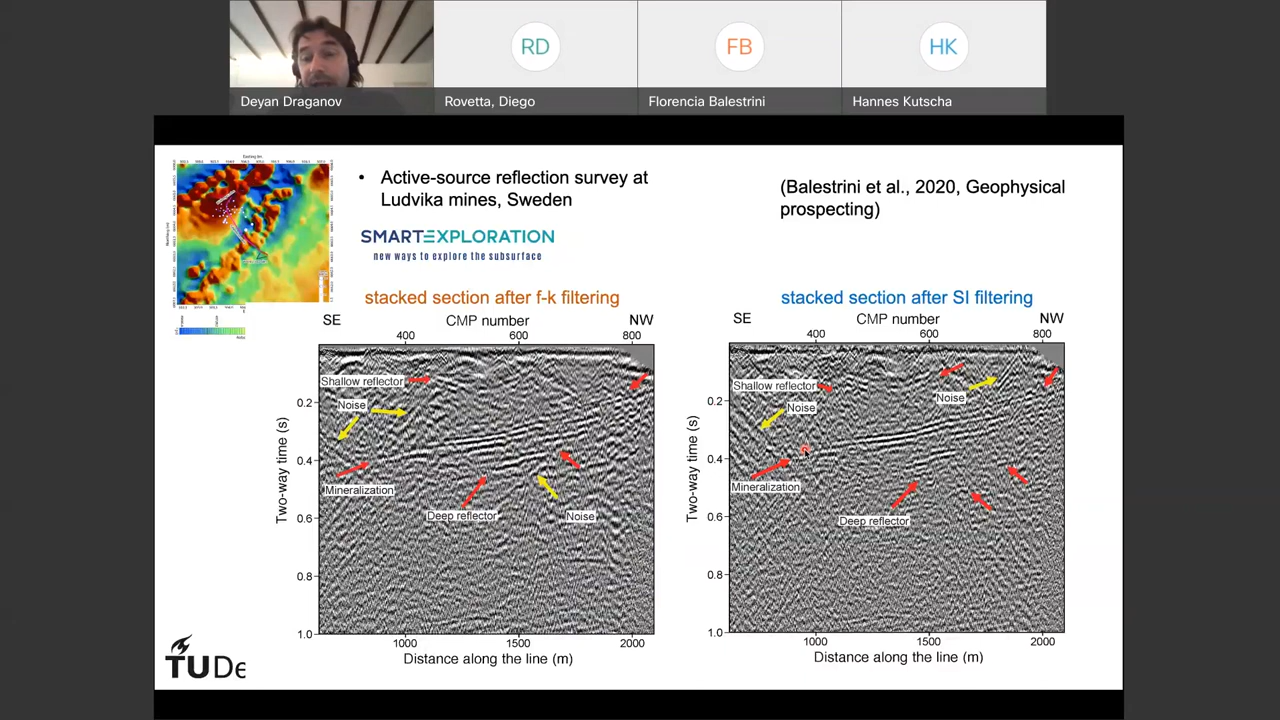 RD
FB
HK
Deyan Draganov
Rovetta, Diego
Florencia Balestrini
Hannes Kutscha
• Active-source reflection survey at
Ludvika mines, Sweden
(Balestrini et al., 2020, Geophysical
prospecting)
SMARTEXPLORATION
new ways to explore the subsurface
stacked section after f-k filtering
SE
CMP number
NW
400
600
800
Shallow reflector
Noise
0.2
0.4
Mineralization
Deep reflector
Noise
0.6
0.8
1.0
Two-way time (s)
1000
1500
2000
Distance along the line (m)
stacked section after SI filtering
SE
CMP number
NW
400
600
800
Shallow reflector
Noise
Noise
0.2
0.4
Mineralization
Deep reflector
0.6
0.8
1.0
Two-way time (s)
1000
1500
2000
Distance along the line (m)
TUDe